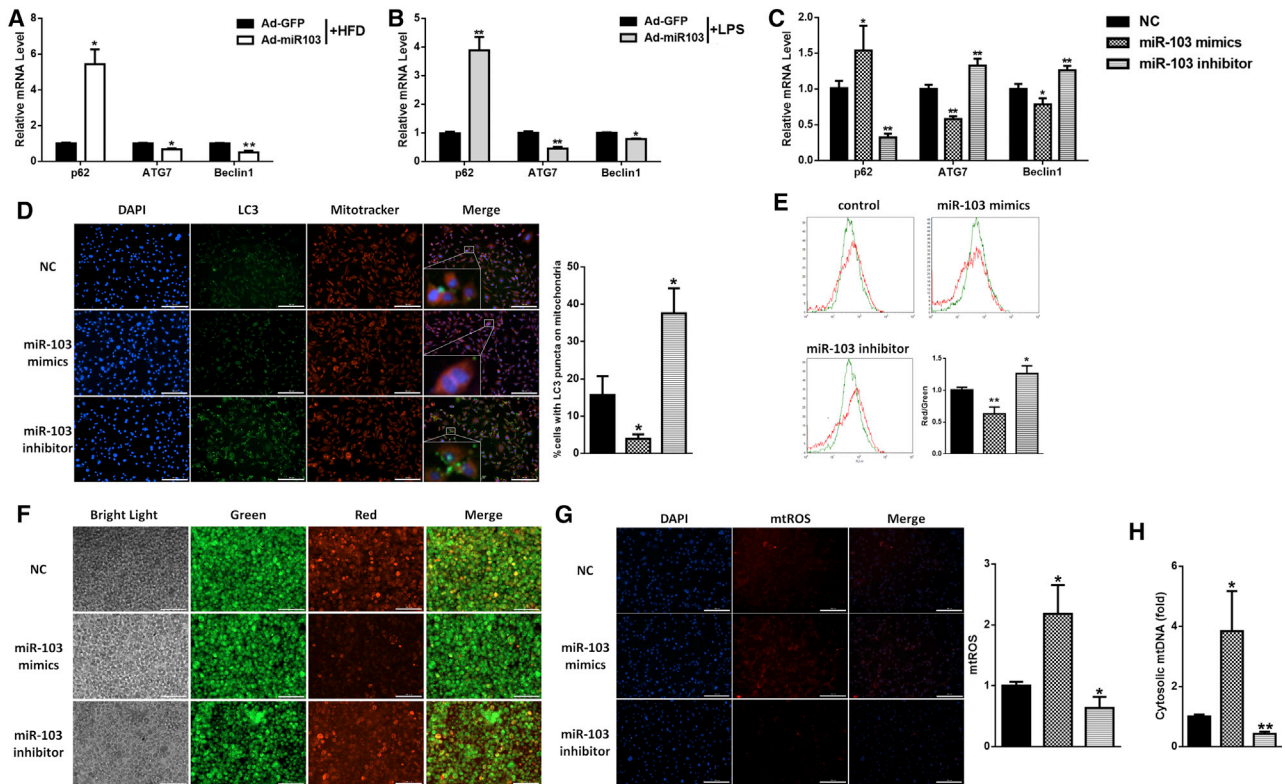 A
Relative mRNA Level
8
6
4
2
0
*
*
**
p62
ATG7
Beclin1
Ad-GFP
Ad-miR103
+HFD
B
Relative mRNA Level
5
4
3
2
1
0
**
**
*
p62
ATG7
Beclin1
Ad-GFP
Ad-miR103
+LPS
C
Relative mRNA Level
2.0
1.5
1.0
0.5
0.0
*
**
**
**
*
**
p62
ATG7
Beclin1
NC
miR-103 mimics
miR-103 inhibitor
D
DAPI
LC3
Mitotracker
Merge
NC
miR-103
mimics
miR-103
inhibitor
%cells with LC3 puncta on mitochondria
50
40
30
20
10
0
*
*
E
control
miR-103 mimics
miR-103 inhibitor
Red/Green
1.5
1.0
0.5
0.0
**
*
F
Bright Light
Green
Red
Merge
NC
miR-103
mimics
miR-103
inhibitor
G
DAPI
mtROS
Merge
NC
miR-103
mimics
miR-103
inhibitor
mtROS
3
2
1
0
*
*
H
Cytosolic mtDNA (fold)
6
4
2
0
*
**